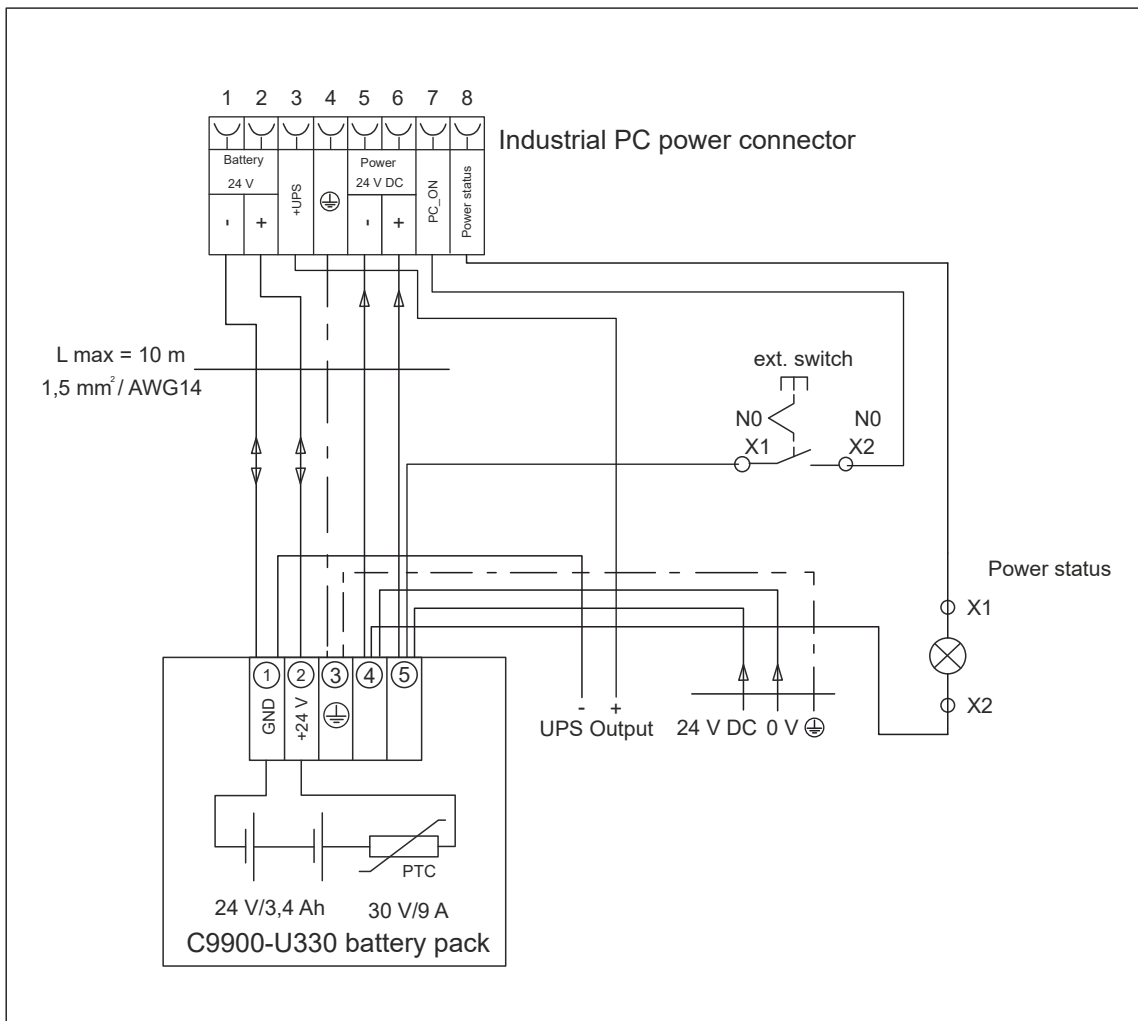 1 2 3 4 5 6 7 8
Industrial PC power connector
Battery
24 V
- +
+UPS
Power
24 V DC
- +
PC_ON
Power status
L max = 10 m
1,5 mm²/ AWG14
ext. switch
N0 N0
X1 X2
Power status
X1
X2
1 2 3 4 5
GND
+24 V
- +
UPS Output
24 V DC 0 V
PTC
24 V/3,4 Ah
30 V/9 A
C9900-U330 battery pack